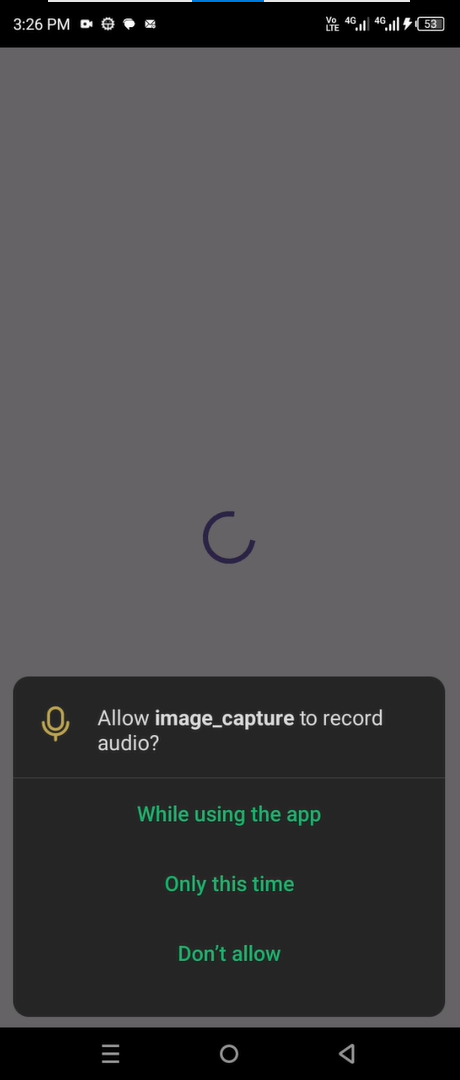 3:26 PM
Vo LTE 4G 4G 53
Allow image_capture to record
audio?
While using the app
Only this time
Don’t allow